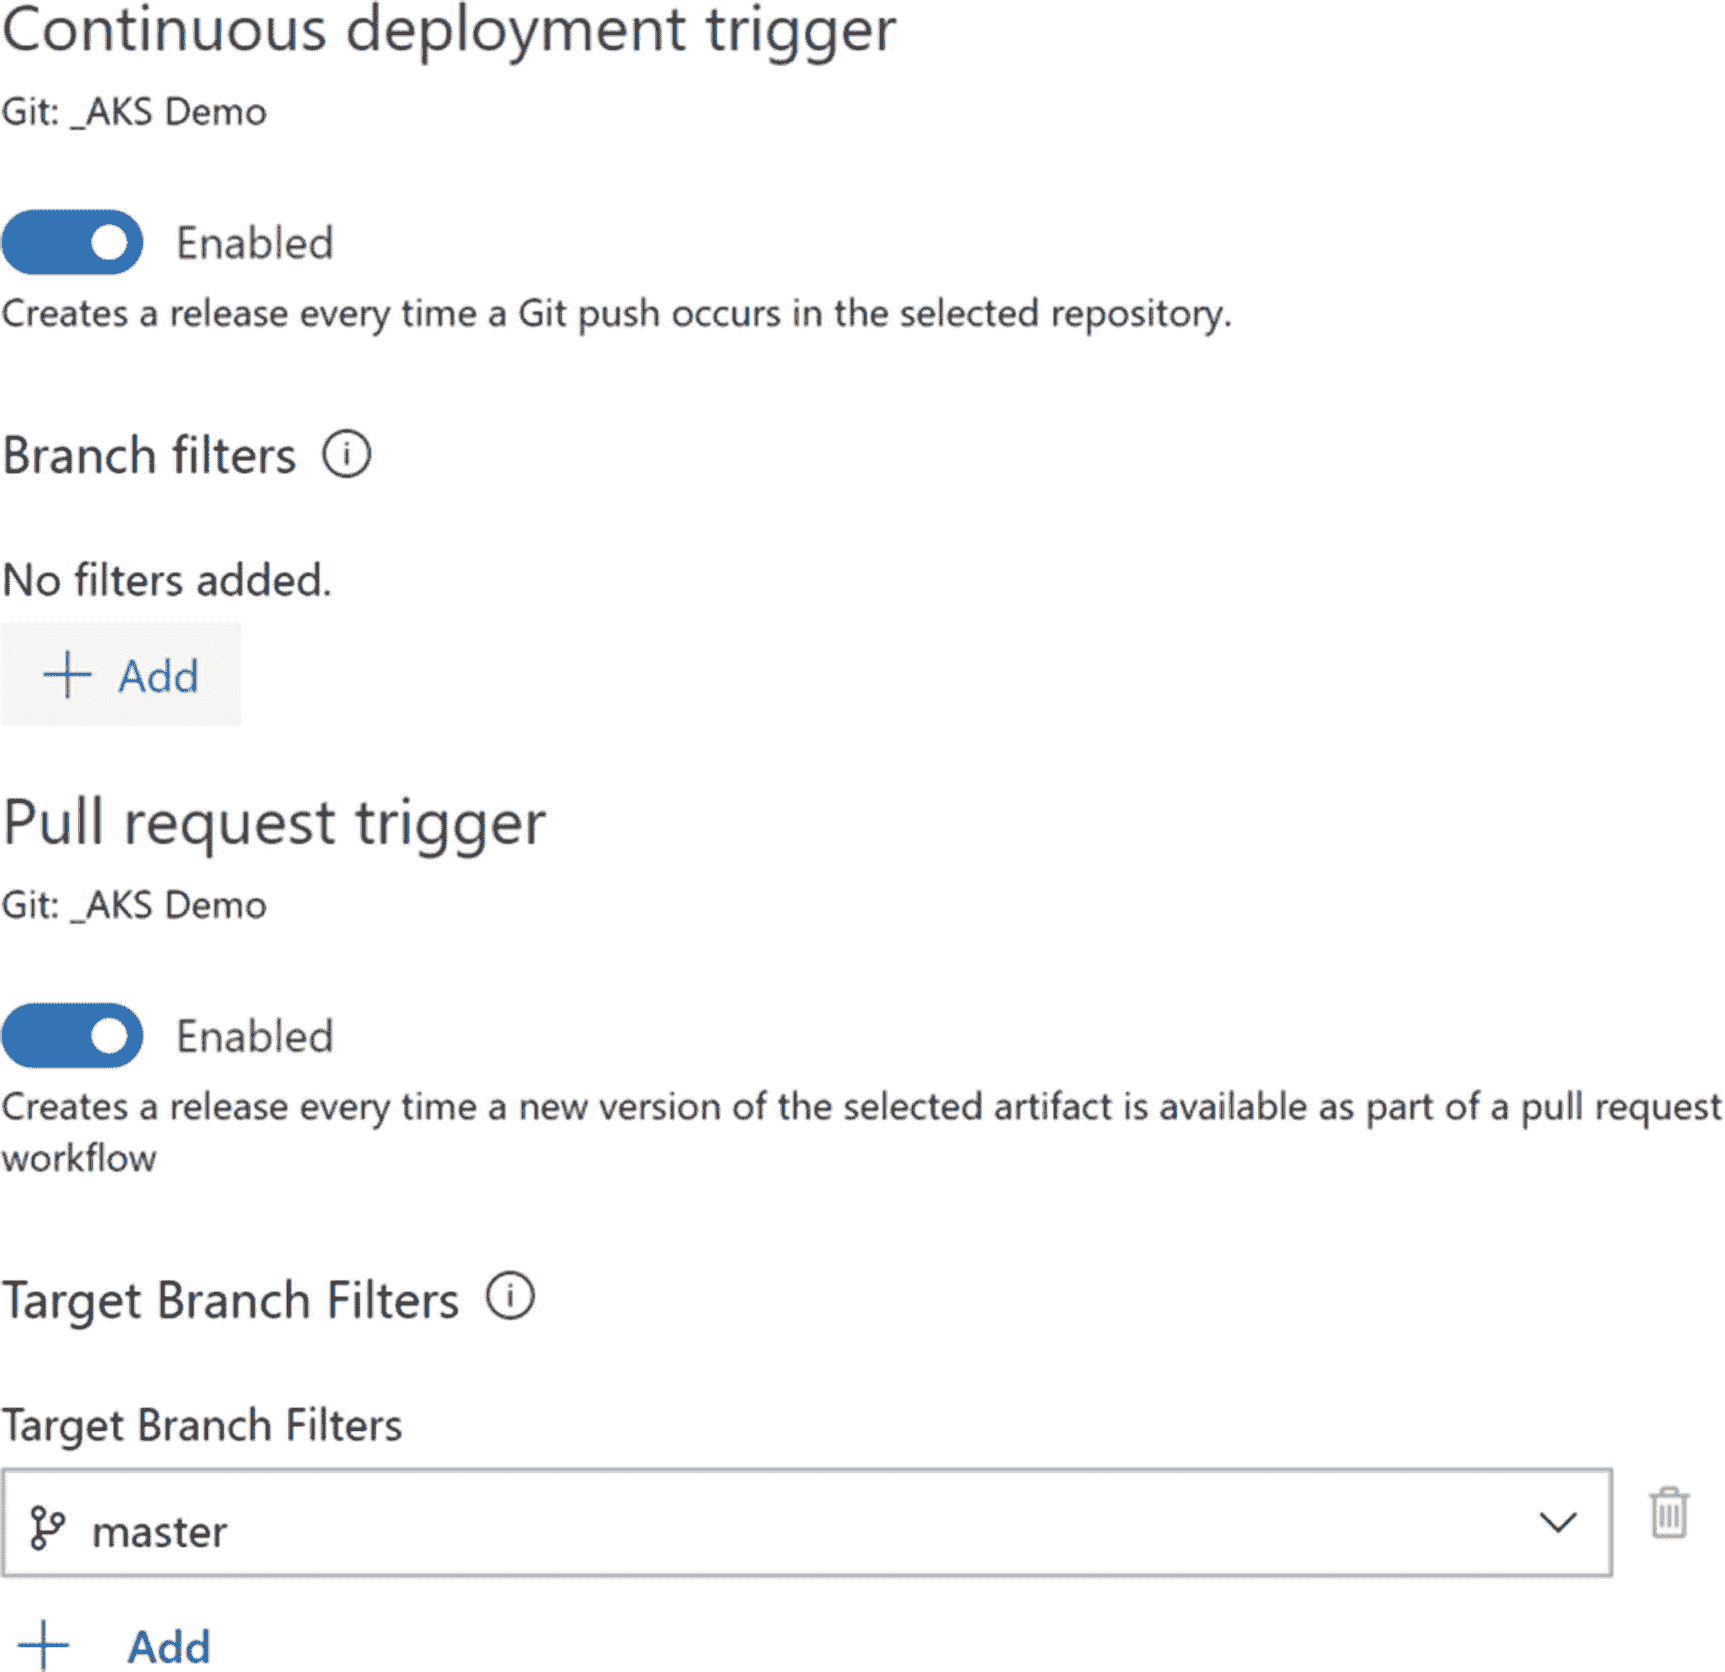 Continuous deployment trigger
Git: _AKS Demo
Enabled
Creates a release every time a Git push occurs in the selected repository.
Branch filters
No filters added.
+ Add
Pull request trigger
Git: _AKS Demo
Enabled
Creates a release every time a new version of the selected artifact is available as part of a pull request
workflow
Target Branch Filters
Target Branch Filters
master
+ Add